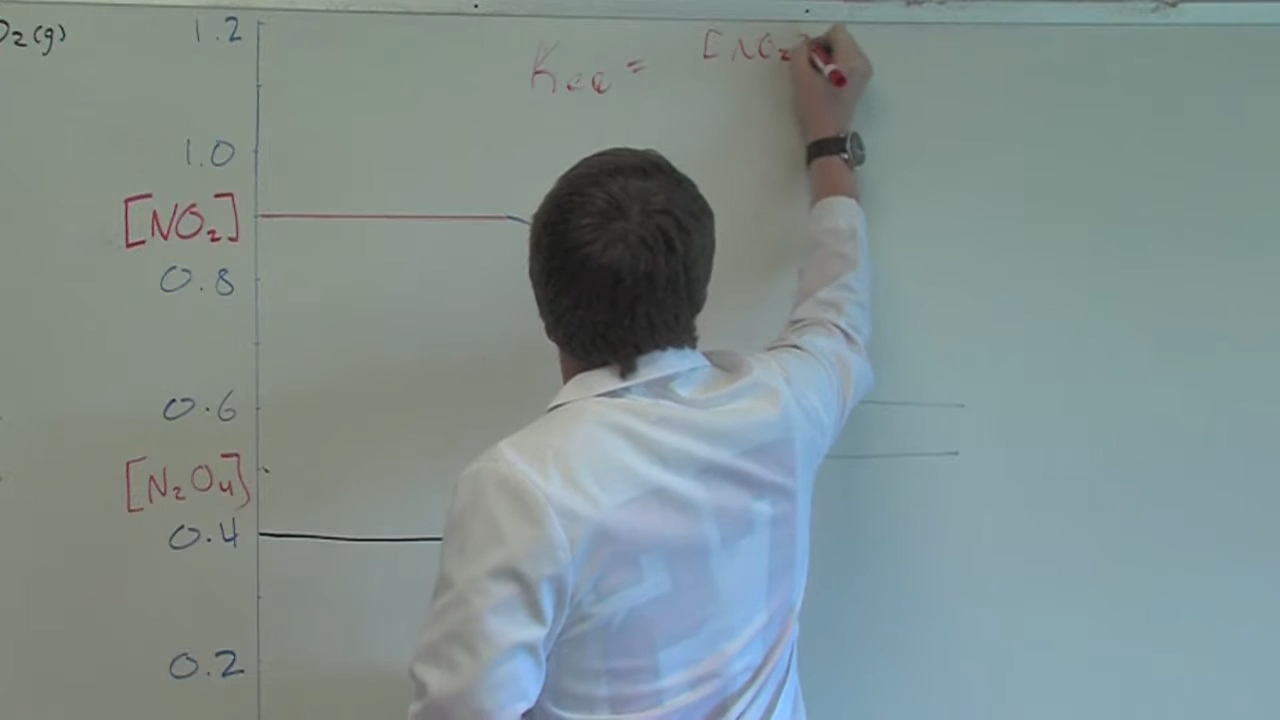 O₂(g)
1.2
Keq = [NO₂]
1.0
[NO₂]
0.8
0.6
[N₂O₄]
0.4
0.2